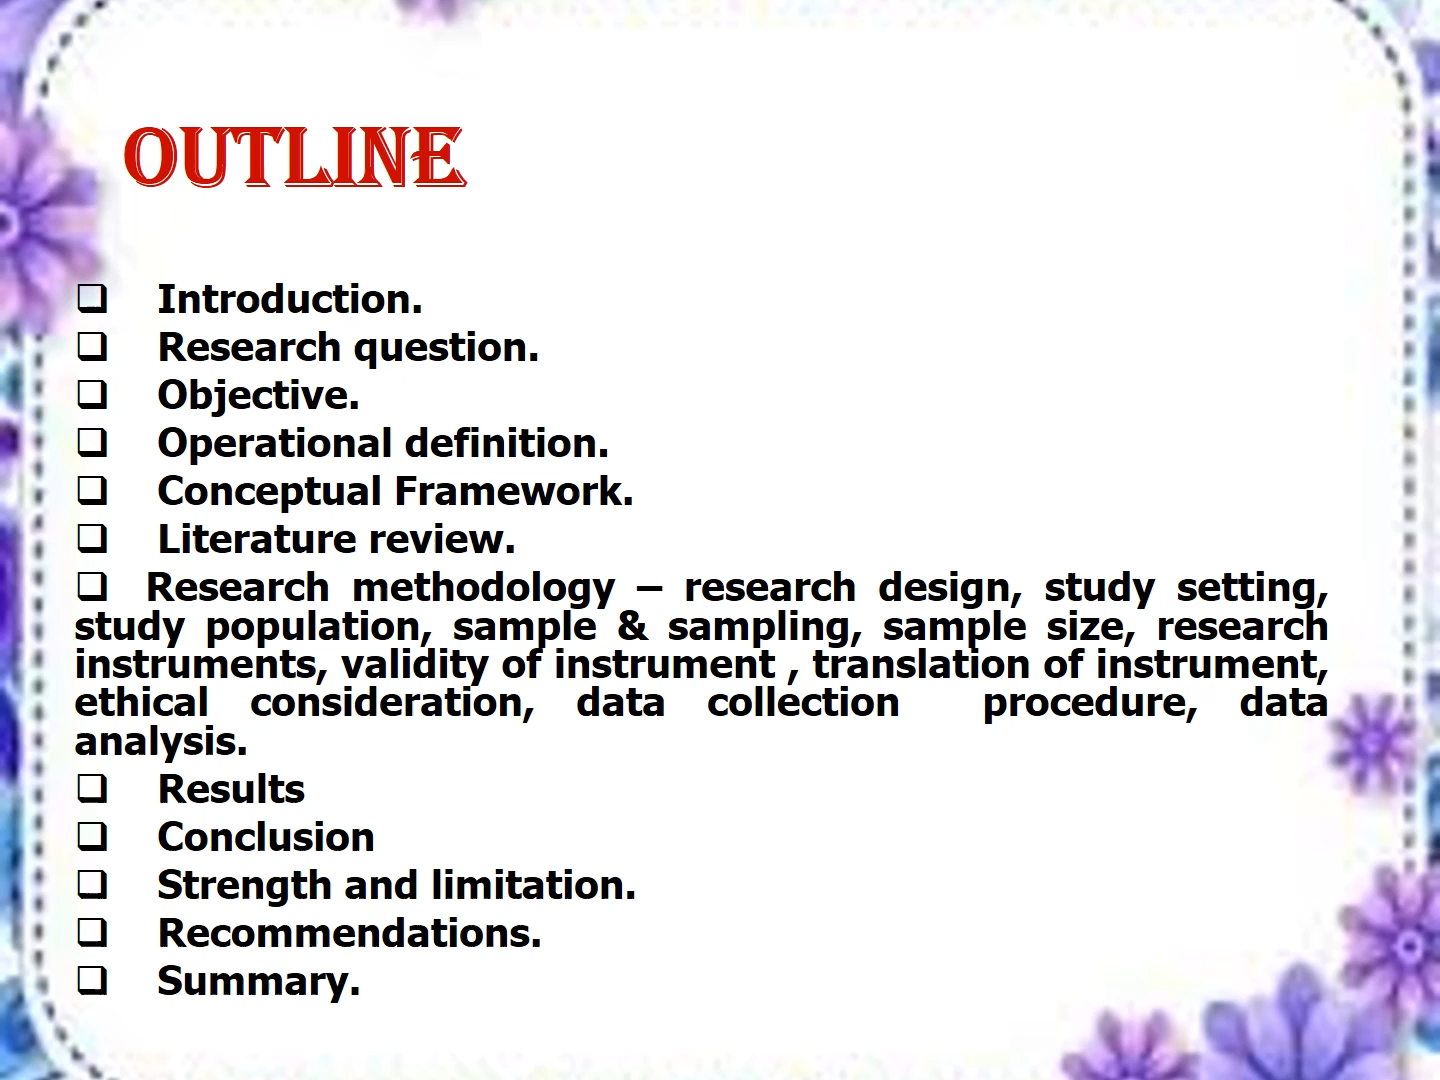 OUTLINE
❑ Introduction.
❑ Research question.
❑ Objective.
❑ Operational definition.
❑ Conceptual Framework.
❑ Literature review.
❑ Research methodology – research design, study setting,
study population, sample & sampling, sample size, research
instruments, validity of instrument , translation of instrument,
ethical consideration, data collection procedure, data
analysis.
❑ Results
❑ Conclusion
❑ Strength and limitation.
❑ Recommendations.
❑ Summary.